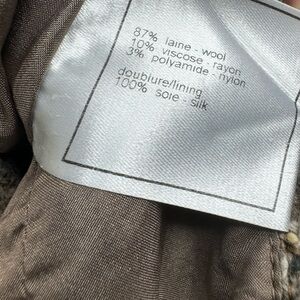 87% laine - wool
10% viscose - rayon
3% polyamide - nylon
doublure/lining
100% soie - silk